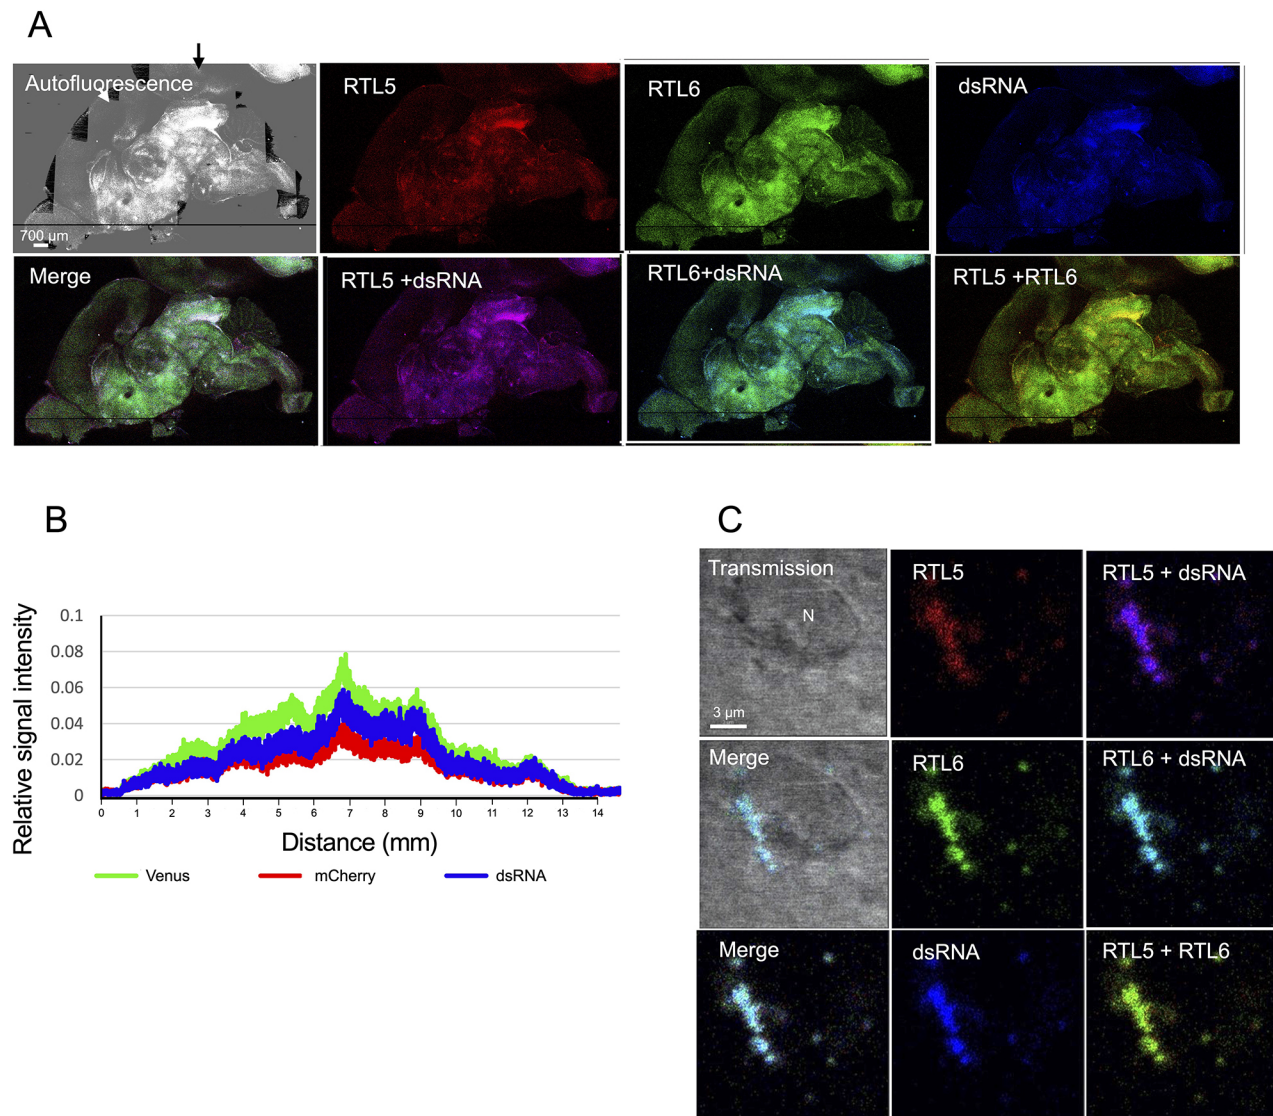 A
Autofluorescence
RTL5
RTL6
dsRNA
700 µm
Merge
RTL5 +dsRNA
RTL6+dsRNA
RTL5 +RTL6
B
Relative signal intensity
0.1
0.08
0.06
0.04
0.02
0
0 1 2 3 4 5 6 7 8 9 10 11 12 13 14
Distance (mm)
Venus mCherry dsRNA
C
Transmission
N
3 µm
RTL5
RTL5 + dsRNA
Merge
RTL6
RTL6 + dsRNA
Merge
dsRNA
RTL5 + RTL6